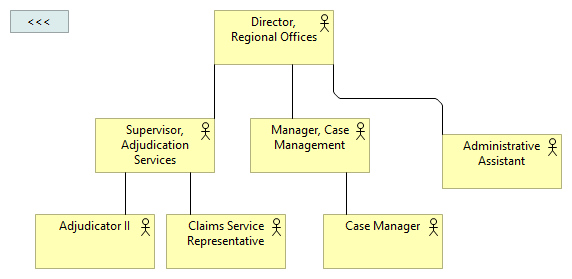 <<<
Director,
Regional Offices
Supervisor,
Adjudication
Services
Manager, Case
Management
Administrative
Assistant
Adjudicator II
Claims Service
Representative
Case Manager